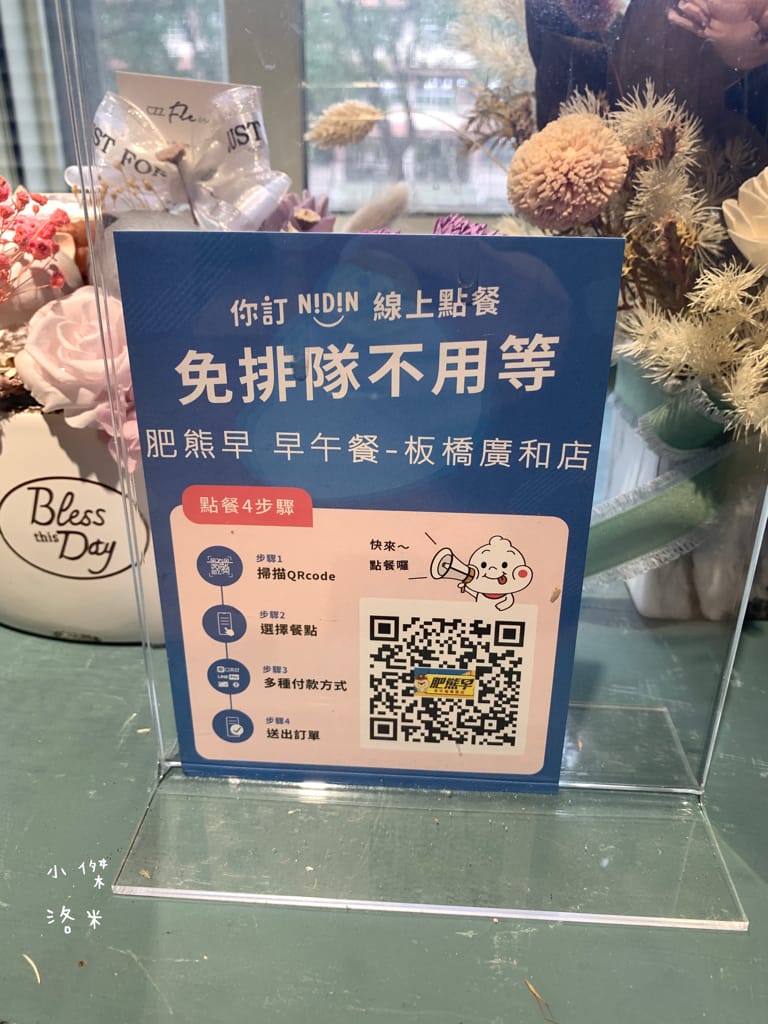 JUST FOR
JUST
你訂 NIDIN 線上點餐
免排隊不用等
肥熊早 早午餐-板橋廣和店
點餐4步驟
步驟1
掃描QRcode
步驟2
選擇餐點
步驟3
多種付款方式
步驟4
送出訂單
快來～
點餐囉
肥熊早
Bless
this
Day
小傑
洛米